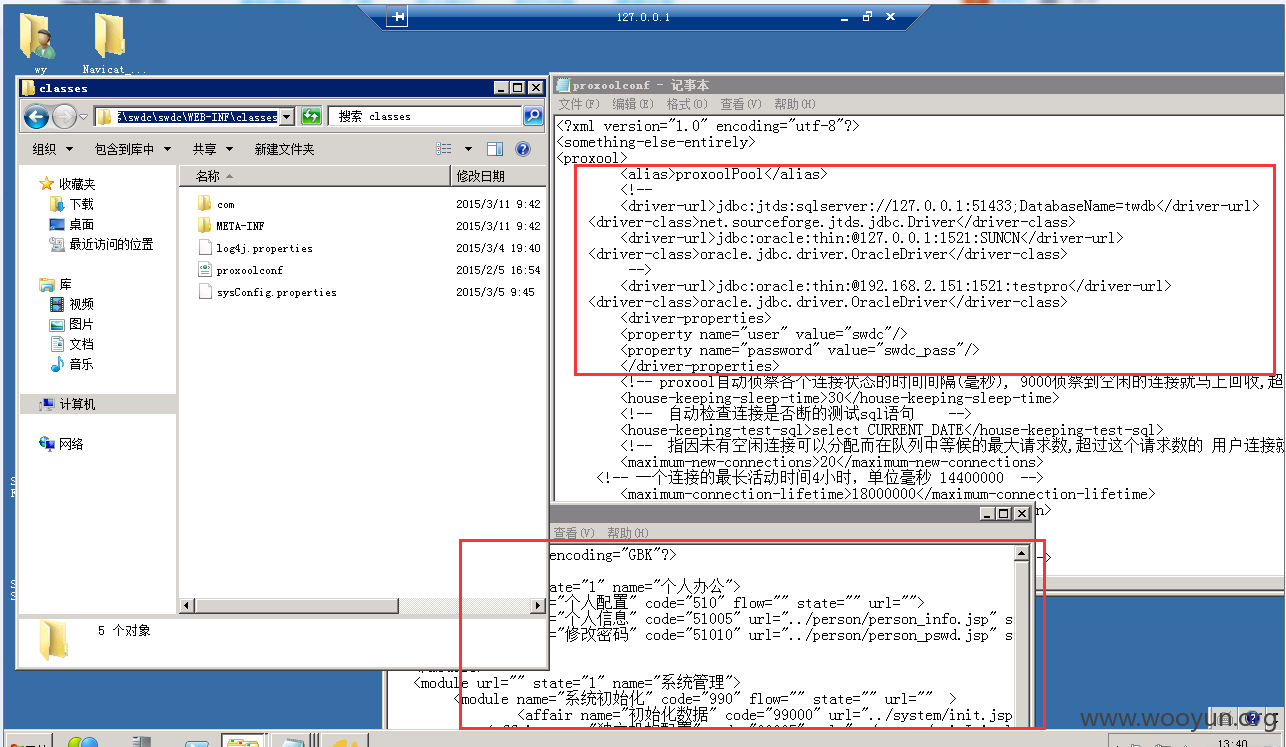 127.0.0.1
wy
Navicat_...
classes
:\swdc\swdc\WEB-INF\classes
搜索 classes
组织
包含到库中
共享
新建文件夹
收藏夹
下载
桌面
最近访问的位置
库
视频
图片
文档
音乐
计算机
网络
名称
修改日期
com
2015/3/11 9:42
META-INF
2015/3/11 9:42
log4j.properties
2015/3/4 19:40
proxoolconf
2015/2/5 16:54
sysConfig.properties
2015/3/5 9:45
5 个对象
proxoolconf - 记事本
文件(F) 编辑(E) 格式(O) 查看(V) 帮助(H)
<?xml version="1.0" encoding="utf-8"?>
<something-else-entirely>
<proxool>
<alias>proxoolPool</alias>
<!--
<driver-url>jdbc:jtds:sqlserver://127.0.0.1:51433;DatabaseName=twdb</driver-url>
<driver-class>net.sourceforge.jtds.jdbc.Driver</driver-class>
<driver-url>jdbc:oracle:thin:@127.0.0.1:1521:SUNCN</driver-url>
<driver-class>oracle.jdbc.driver.OracleDriver</driver-class>
-->
<driver-url>jdbc:oracle:thin:@192.168.2.151:1521:testpro</driver-url>
<driver-class>oracle.jdbc.driver.OracleDriver</driver-class>
<driver-properties>
<property name="user" value="swdc"/>
<property name="password" value="swdc_pass"/>
</driver-properties>
<!-- proxool自动侦察各个连接状态的时间间隔(毫秒), 9000侦察到空闲的连接就马上回收,超
<house-keeping-sleep-time>30</house-keeping-sleep-time>
<!-- 自动检查连接是否断的测试sql语句 -->
<house-keeping-test-sql>select CURRENT_DATE</house-keeping-test-sql>
<!-- 指因未有空闲连接可以分配而在队列中等候的最大请求数,超过这个请求数的 用户连接就
<maximum-new-connections>20</maximum-new-connections>
<!-- 一个连接的最长活动时间4小时, 单位毫秒 14400000 -->
<maximum-connection-lifetime>18000000</maximum-connection-lifetime>
n>
->
查看(V) 帮助(H)
encoding="GBK"?>
ate="1" name="个人办公">
="个人配置" code="510" flow="" state="" url="">
="个人信息" code="51005" url="../person/person_info.jsp" s
="修改密码" code="51010" url="../person/person_pswd.jsp" s
<module url="" state="1" name="系统管理">
<module name="系统初始化" code="990" flow="" state="" url="" >
<affair name="初始化数据" code="99000" url="../system/init.jsp
www.wooyun.org
13:40